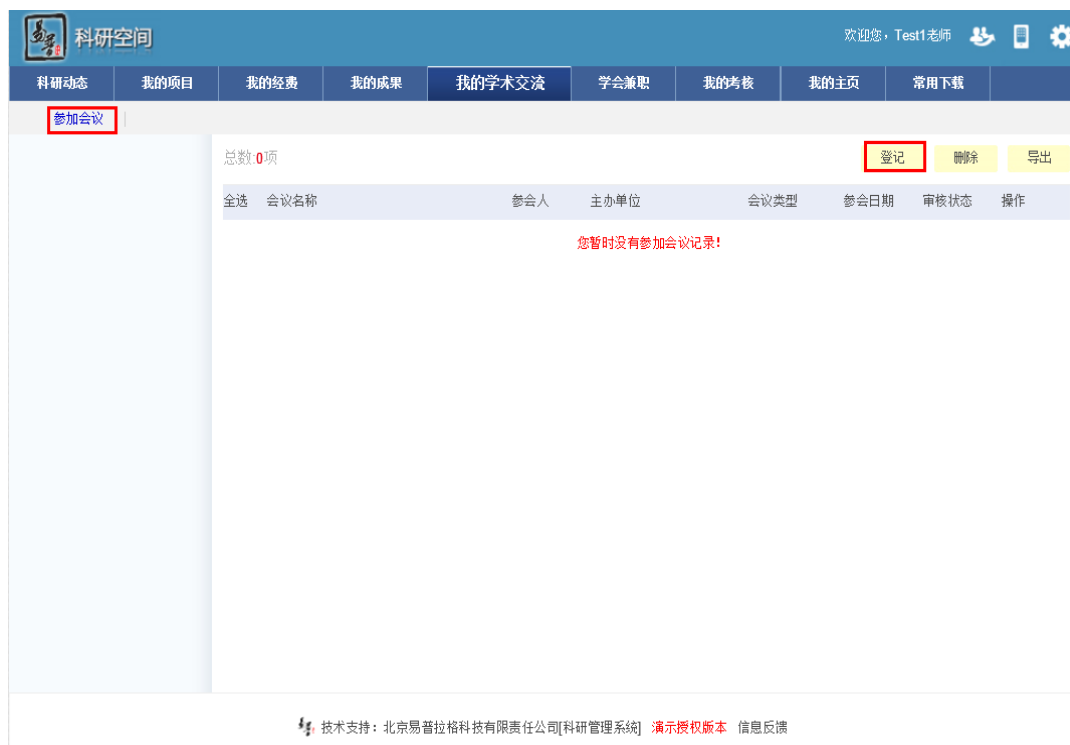 易普 科研空间
欢迎您，Test1老师
科研动态 我的项目 我的经费 我的成果 我的学术交流 学会兼职 我的考核 我的主页 常用下载
参加会议
总数:0项 登记 删除 导出
全选 会议名称 参会人 主办单位 会议类型 参会日期 审核状态 操作
您暂时没有参加会议记录!
技术支持：北京易普拉格科技有限责任公司[科研管理系统] 演示授权版本 信息反馈